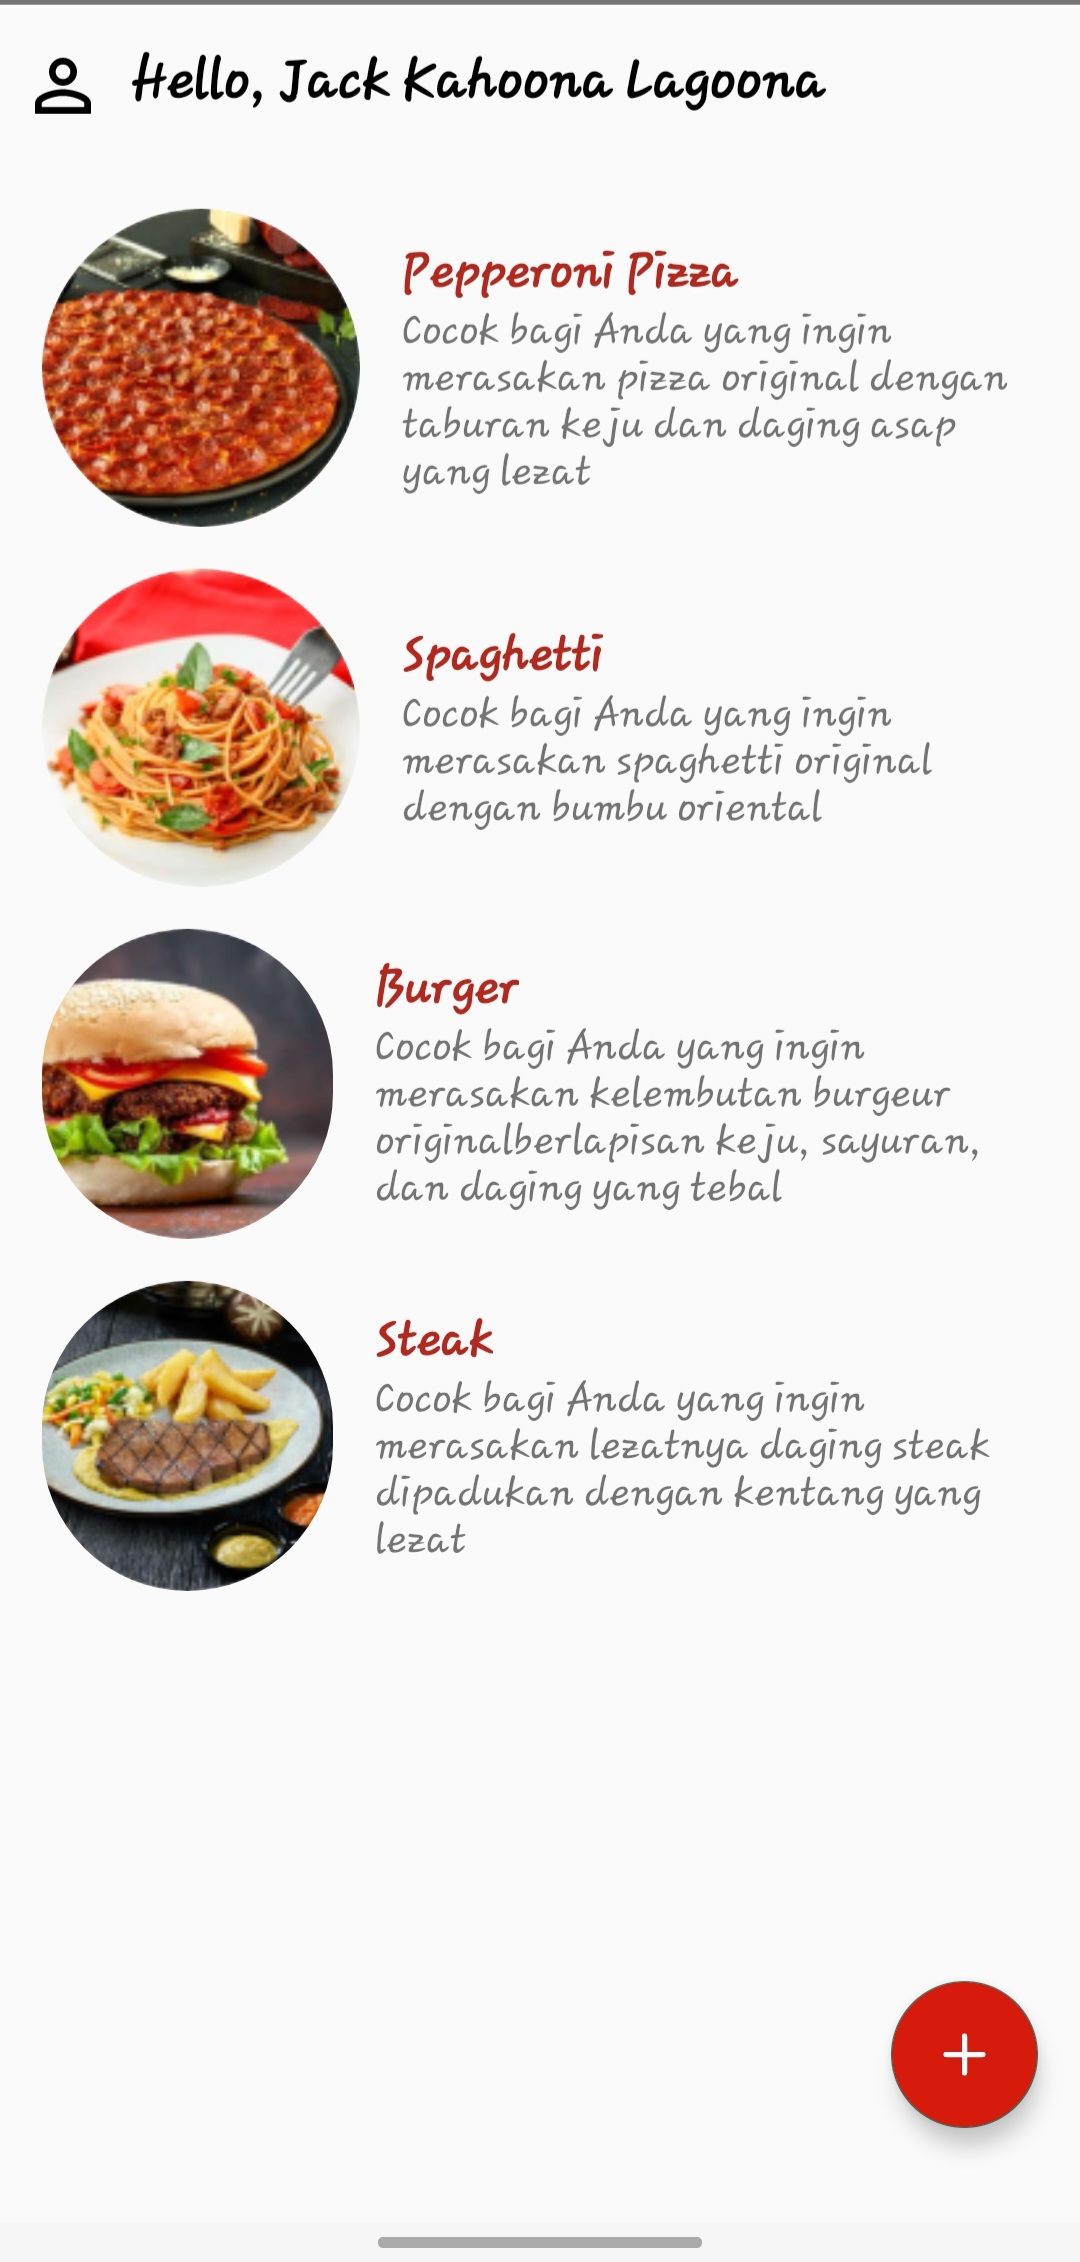 Hello, Jack Kahoona Lagoona
Pepperoni Pizza
Cocok bagi Anda yang ingin
merasakan pizza original dengan
taburan keju dan daging asap
yang lezat
Spaghetti
Cocok bagi Anda yang ingin
merasakan spaghetti original
dengan bumbu oriental
Burger
Cocok bagi Anda yang ingin
merasakan kelembutan burgeur
originalberlapisan keju, sayuran,
dan daging yang tebal
Steak
Cocok bagi Anda yang ingin
merasakan lezatnya daging steak
dipadukan dengan kentang yang
lezat